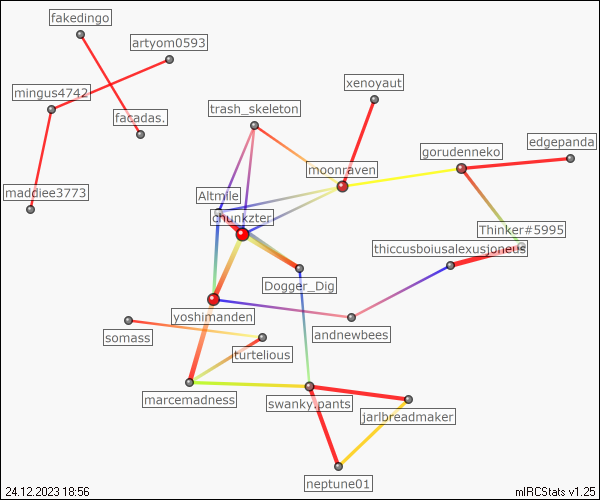 fakedingo
artyom0593
xenoyaut
mingus4742
trash_skeleton
facadas.
edgepanda
gorudenneko
moonraven
maddiee3773
Altmile
chunkzter
Thinker#5995
thiccusboiusalexusjoneus
Dogger_Dig
yoshimanden
andnewbees
somass
turtelious
marcemadness
swanky.pants
jarlbreadmaker
neptune01
24.12.2023 18:56
mIRCStats v1.25